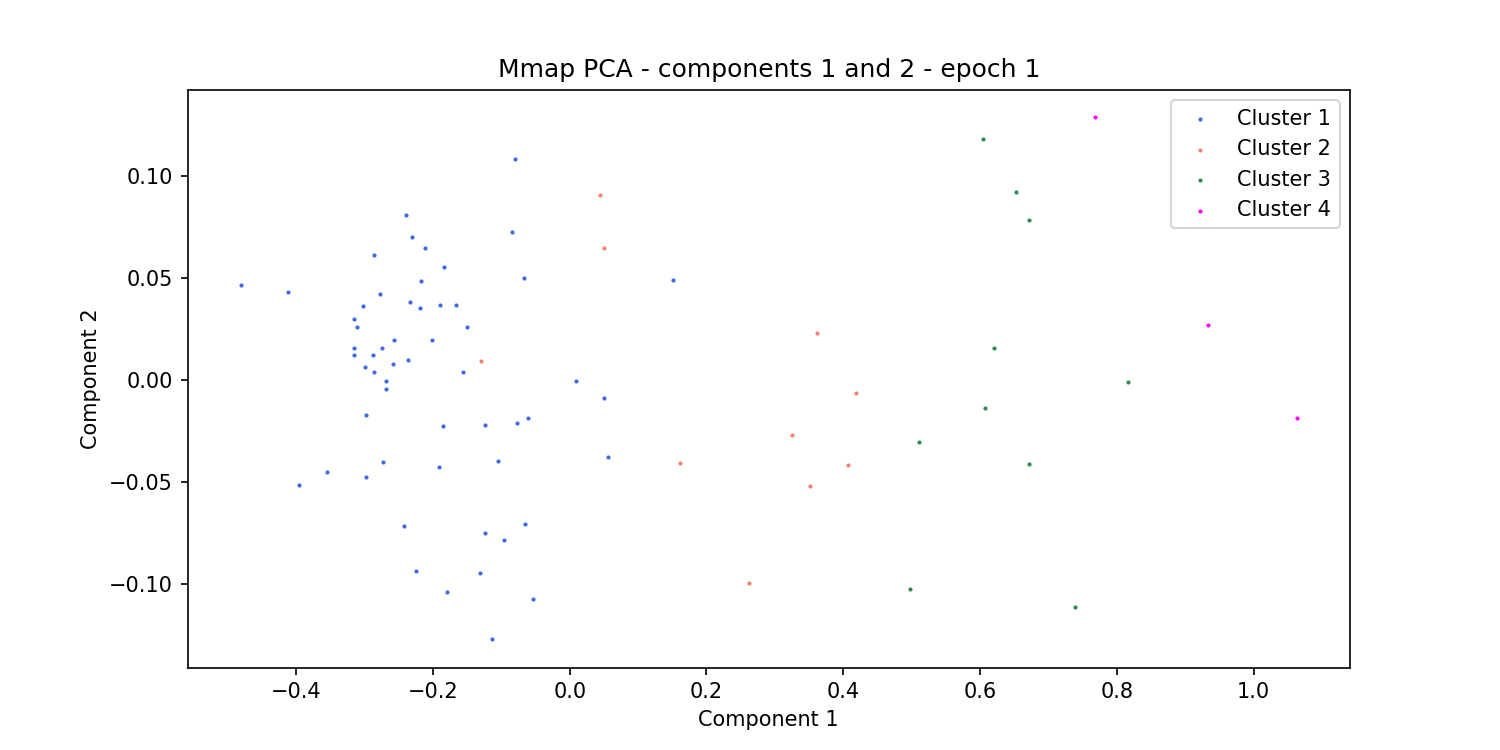 Mmap PCA - components 1 and 2 - epoch 1
Cluster 1
Cluster 2
Cluster 3
Cluster 4
0.10
0.05
0.00
−0.05
−0.10
Component 2
−0.4 −0.2 0.0 0.2 0.4 0.6 0.8 1.0
Component 1